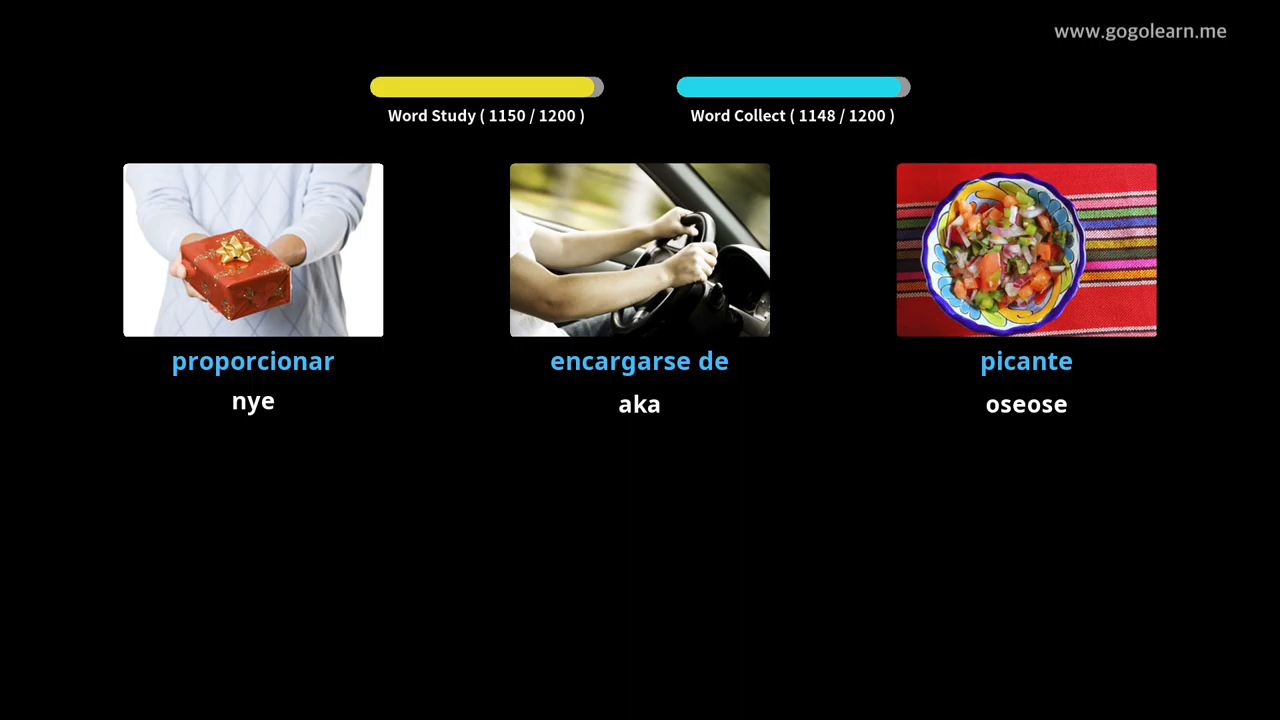 www.gogolearn.me
Word Study ( 1150 / 1200 )
Word Collect ( 1148 / 1200 )
proporcionar
nye
encargarse de
aka
picante
oseose